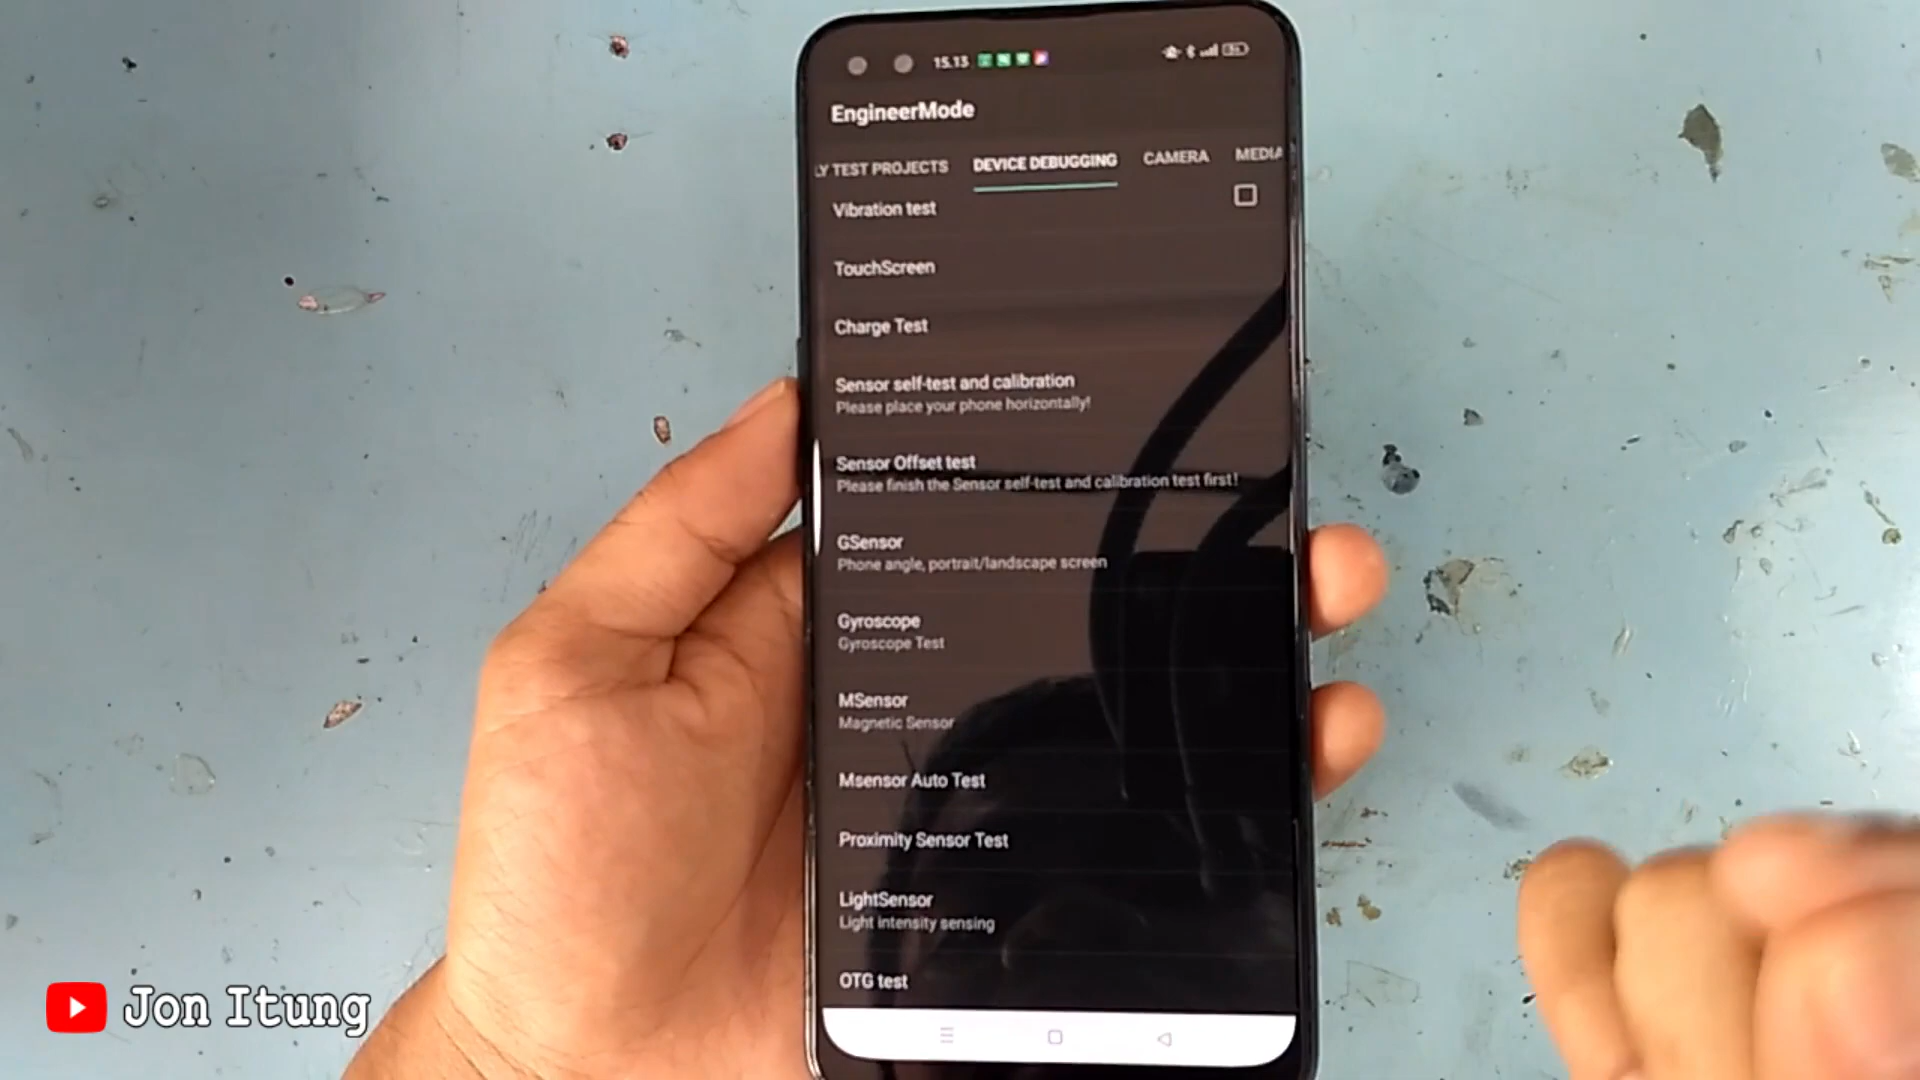 15.13
EngineerMode
LY TEST PROJECTS DEVICE DEBUGGING CAMERA MEDIA
Vibration test
TouchScreen
Charge Test
Sensor self-test and calibration
Please place your phone horizontally!
Sensor Offset test
Please finish the Sensor self-test and calibration test first!
GSensor
Phone angle, portrait/landscape screen
Gyroscope
Gyroscope Test
MSensor
Magnetic Sensor
Msensor Auto Test
Proximity Sensor Test
LightSensor
Light intensity sensing
OTG test
Jon Itung